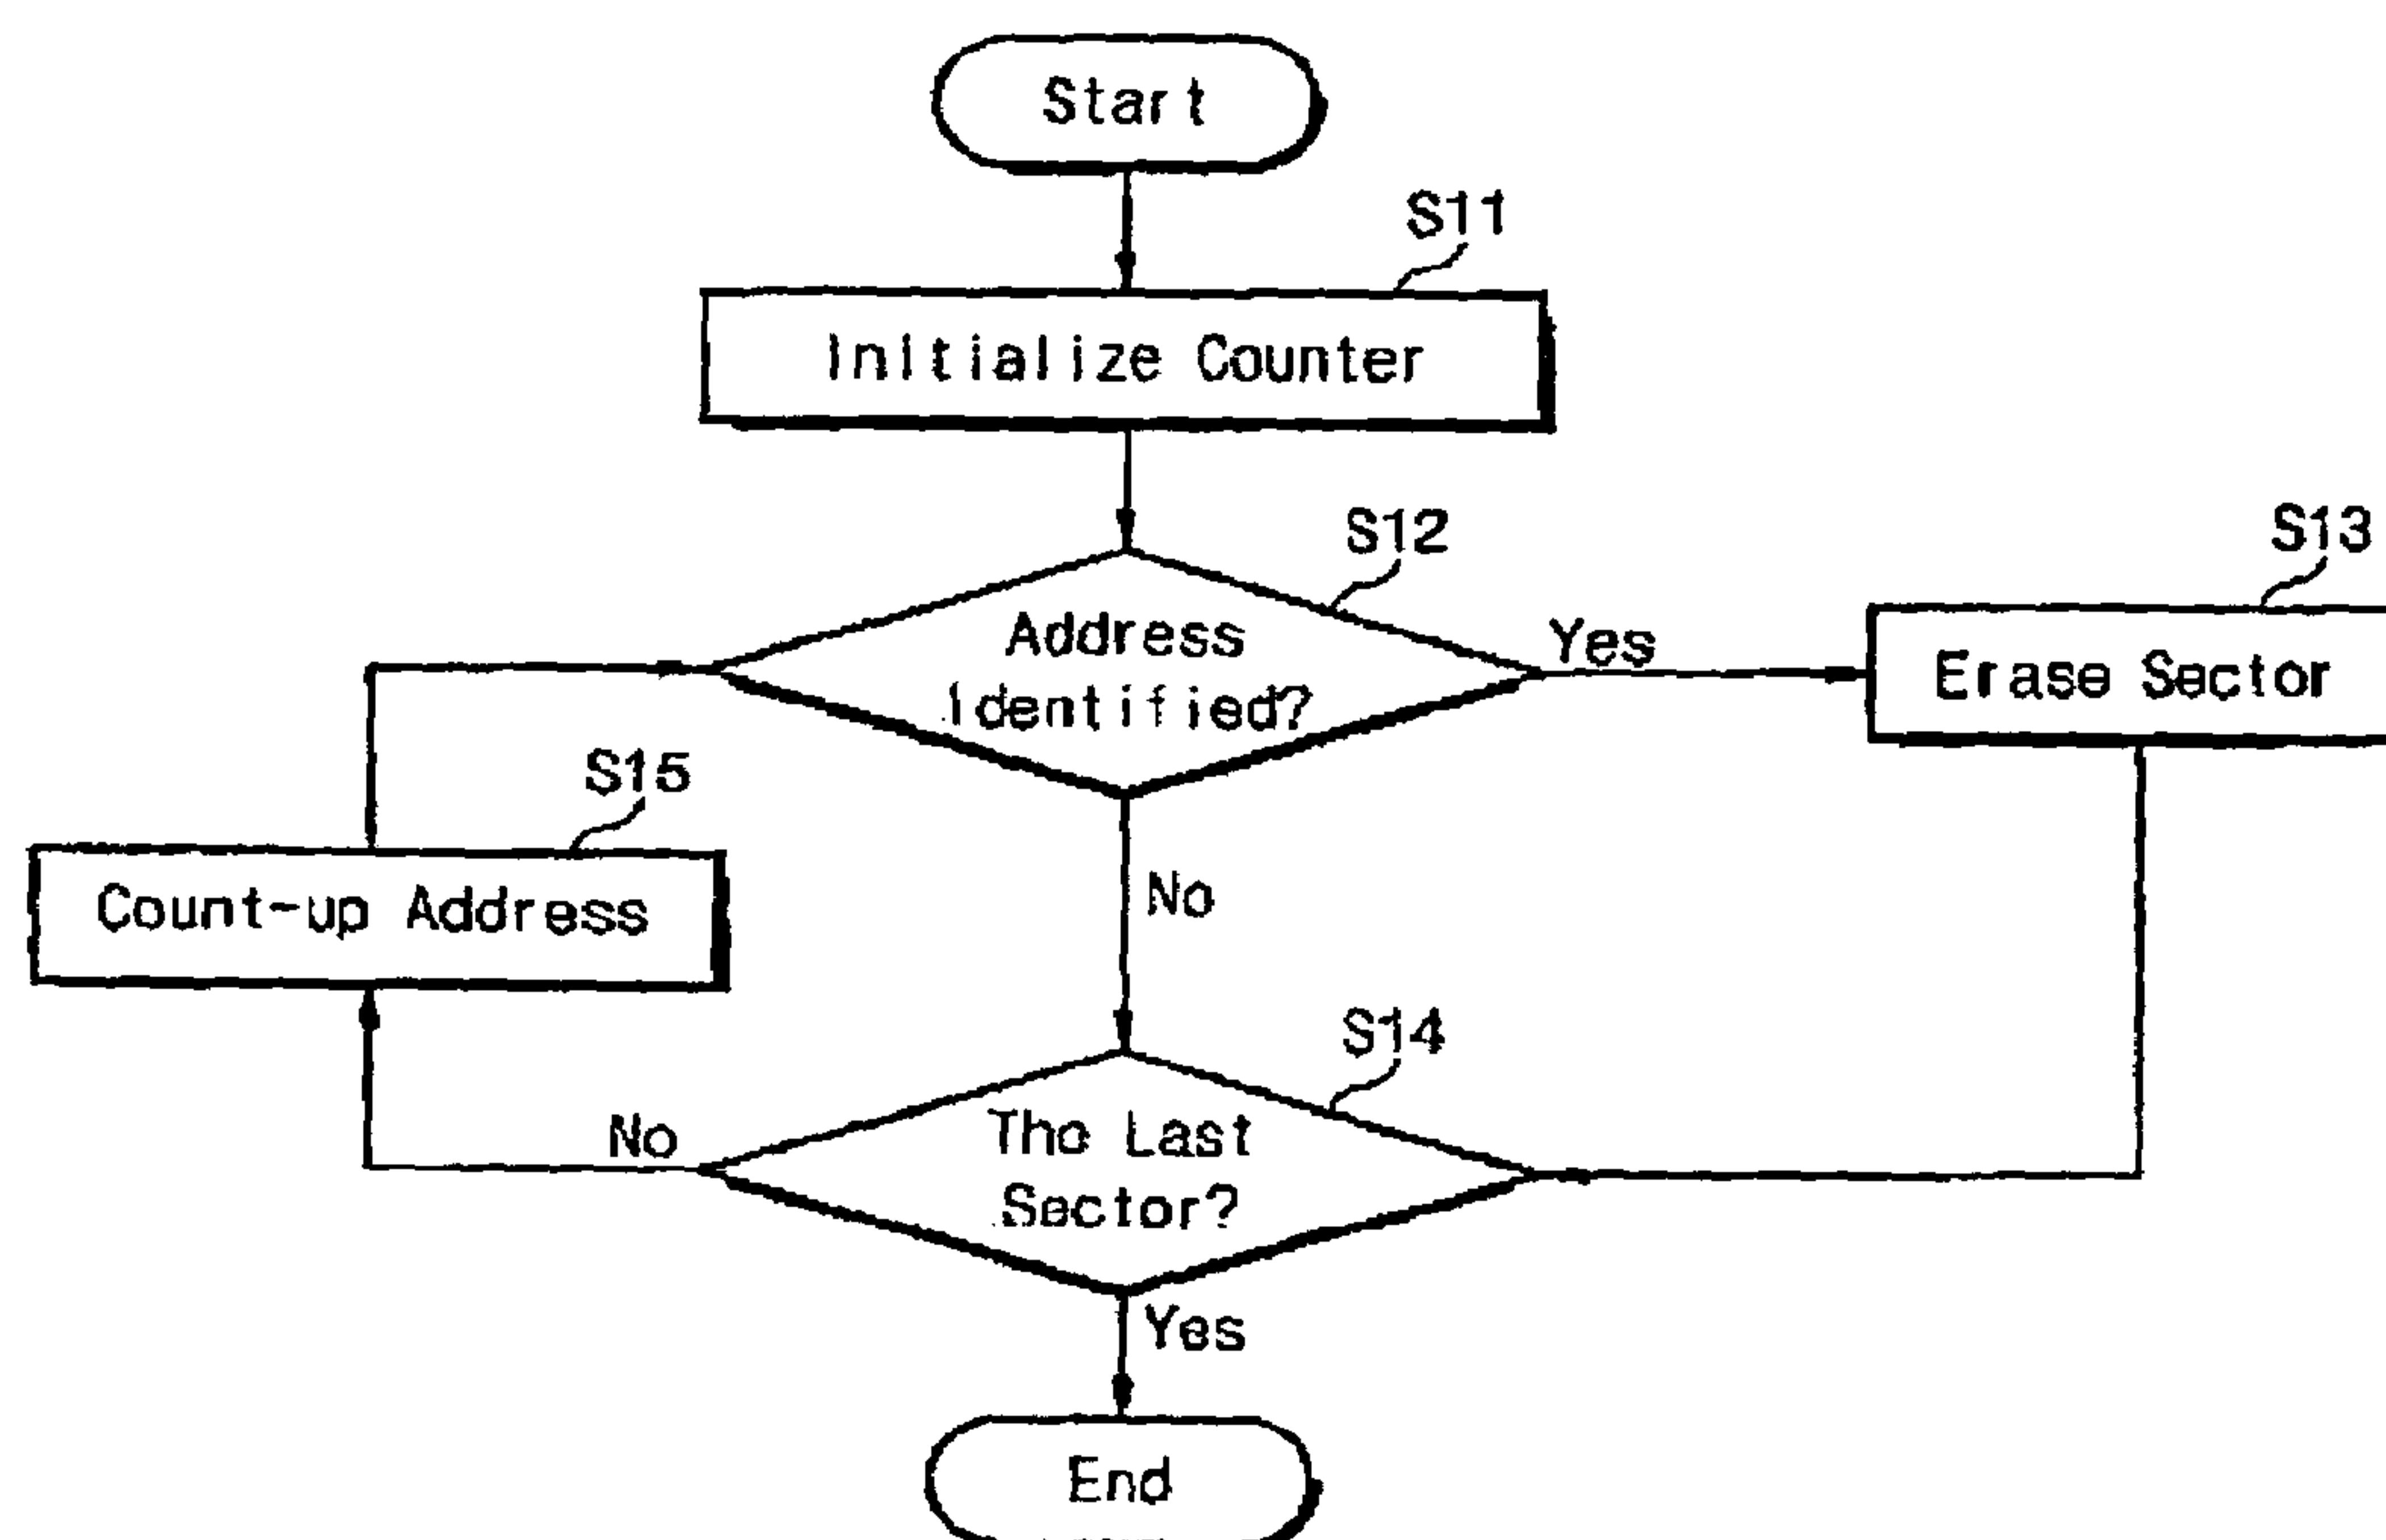 Start
S11
Initialize Counter
S12
S13
Address
Identified?
Yes
Erase Sector
S15
Count-up Address
No
S14
The Last
Sector?
No
Yes
End